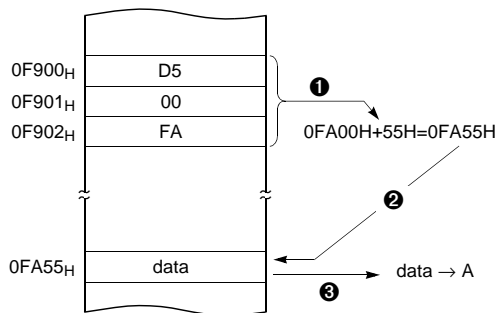 0F900H D5
0F901H 00 ❶
0F902H FA 0FA00H+55H=0FA55H
❷
0FA55H data data → A
❸